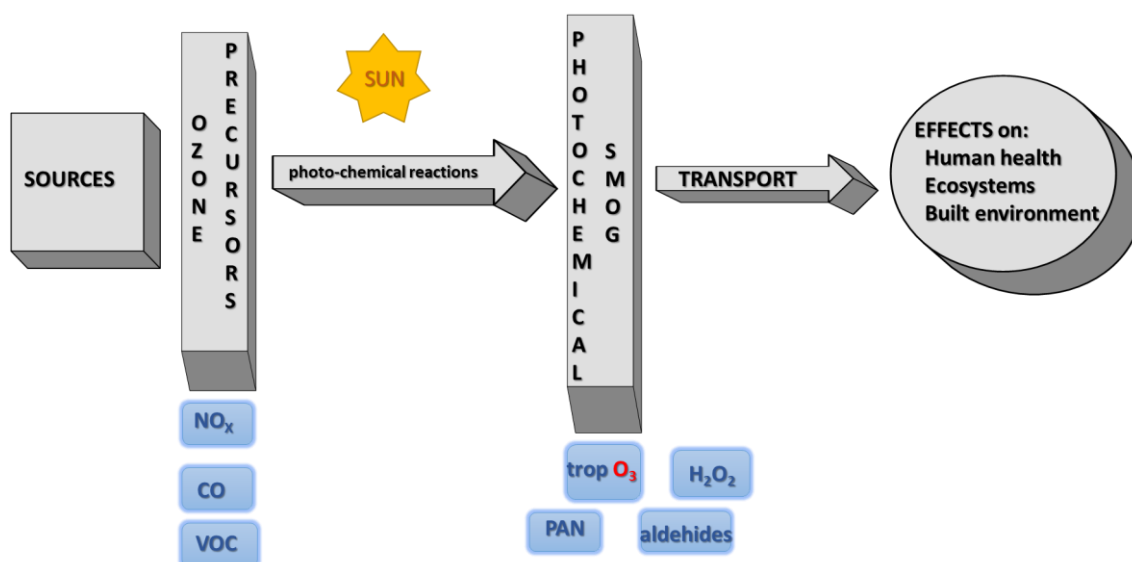 SOURCES
OZONE
PRECURSORS
SUN
photo-chemical reactions
PHOTOCHEMICAL
SMOG
TRANSPORT
EFFECTS on:
Human health
Ecosystems
Built environment
NOX
CO
VOC
trop O3
H2O2
PAN
aldehides